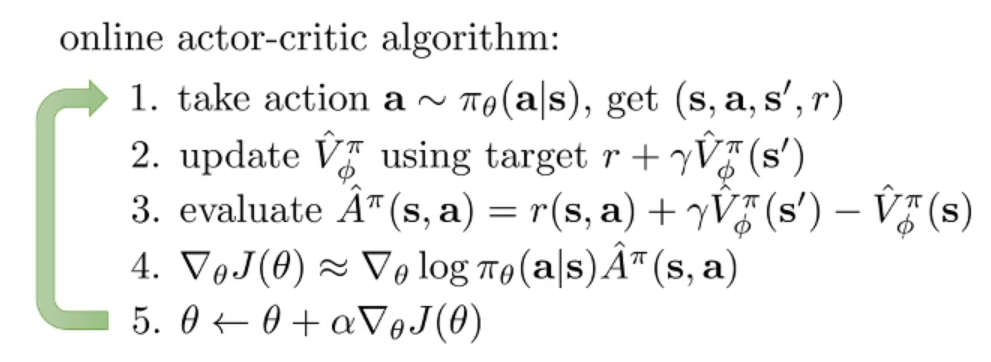 online actor-critic algorithm:
1. take action 𝐚 ∼ π_θ(𝐚|𝐬), get (𝐬, 𝐚, 𝐬′, r)
2. update V̂^π_ϕ using target r + γV̂^π_ϕ(𝐬′)
3. evaluate Â^π(𝐬, 𝐚) = r(𝐬, 𝐚) + γV̂^π_ϕ(𝐬′) − V̂^π_ϕ(𝐬)
4. ∇_θJ(θ) ≈ ∇_θ log π_θ(𝐚|𝐬)Â^π(𝐬, 𝐚)
5. θ ← θ + α∇_θJ(θ)